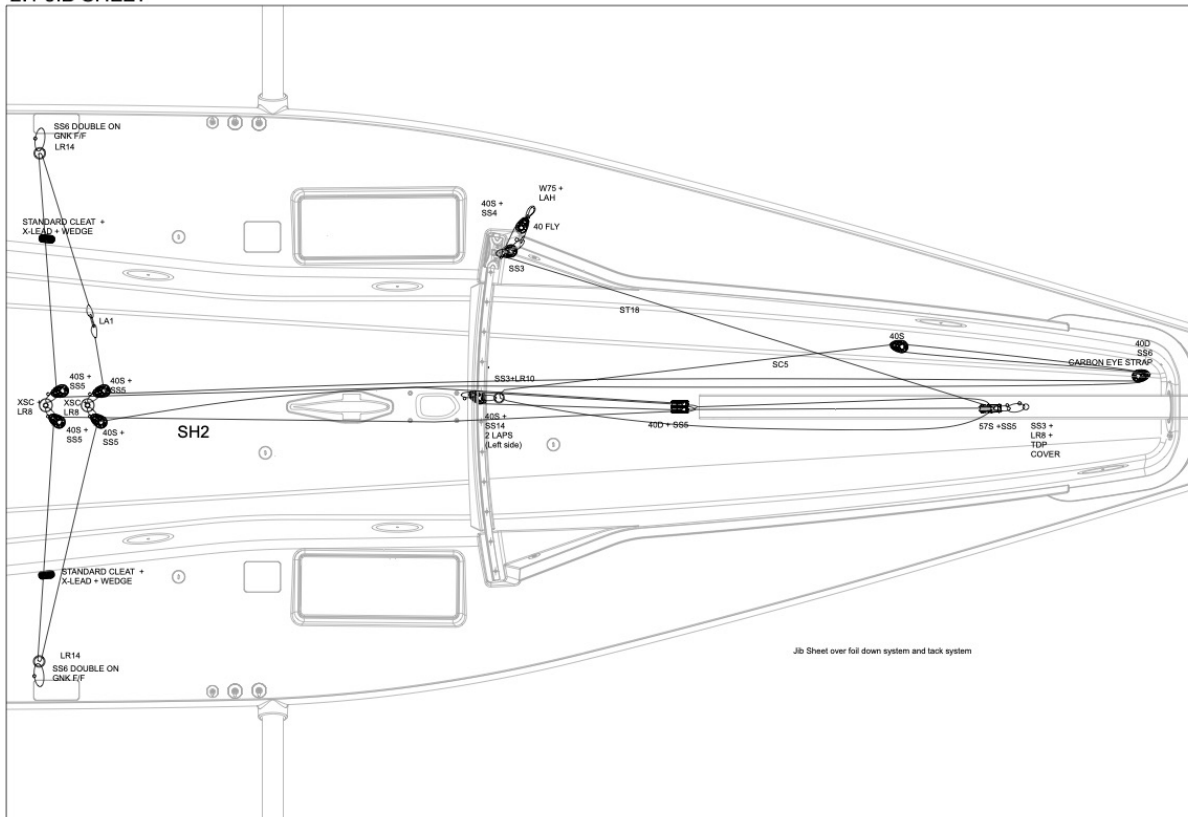 SS6 DOUBLE ON
GNK F/F
LR14
STANDARD CLEAT +
X-LEAD + WEDGE
LA1
40S +
SS5
40S +
SS5
XSC +
LR8
XSC
LR8
40S +
SS5
40S +
SS5
SH2
W75 +
LAH
40S +
SS4
40 FLY
SS3
ST18
SC5
40S
40D
SS6
CARBON EYE STRAP
SS3+LR10
40S +
SS14
2 LAPS
(Left side)
40D + SS5
57S +SS5
SS3 +
LR8 +
TDP
COVER
STANDARD CLEAT +
X-LEAD + WEDGE
LR14
SS6 DOUBLE ON
GNK F/F
Jib Sheet over foil down system and tack system